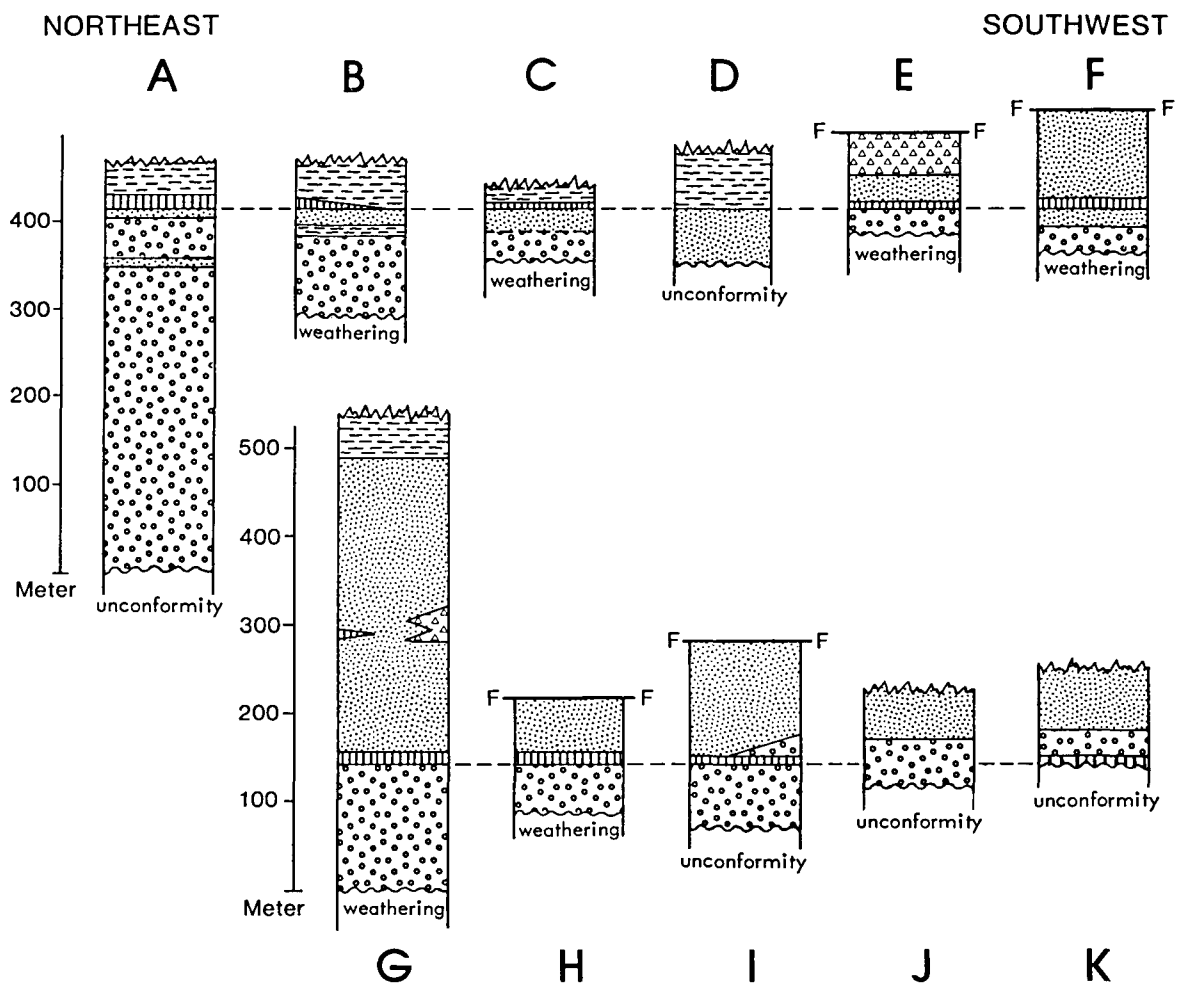 NORTHEAST SOUTHWEST
A B C D E F
F F F F
400
300
200
100
Meter
weathering
unconformity
weathering
unconformity
weathering
weathering
500
400
300
200
100
Meter
F F
F F
weathering
weathering
unconformity
unconformity
unconformity
G H I J K